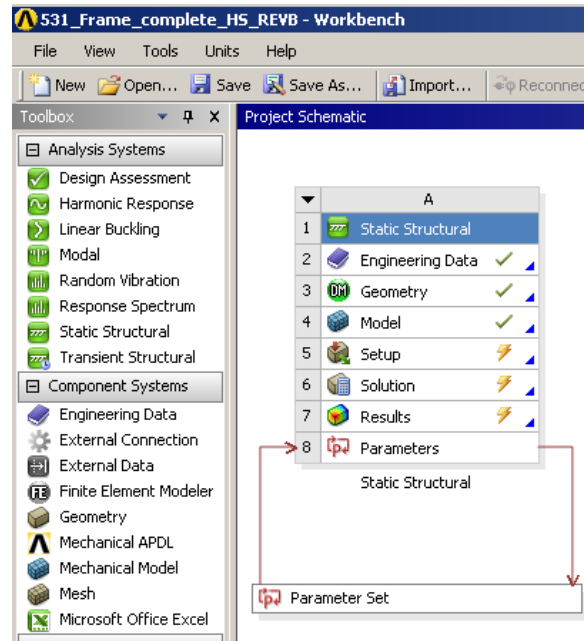 531_Frame_complete_HS_REVB - Workbench
File View Tools Units Help
New Open... Save Save As... Import... Reconnec
Toolbox
Project Schematic
Analysis Systems
Design Assessment
Harmonic Response
Linear Buckling
Modal
Random Vibration
Response Spectrum
Static Structural
Transient Structural
Component Systems
Engineering Data
External Connection
External Data
FE Finite Element Modeler
Geometry
Mechanical APDL
Mechanical Model
Mesh
Microsoft Office Excel
A
1 Static Structural
2 Engineering Data
3 DM Geometry
4 Model
5 Setup
6 Solution
7 Results
8 Parameters
Static Structural
Parameter Set